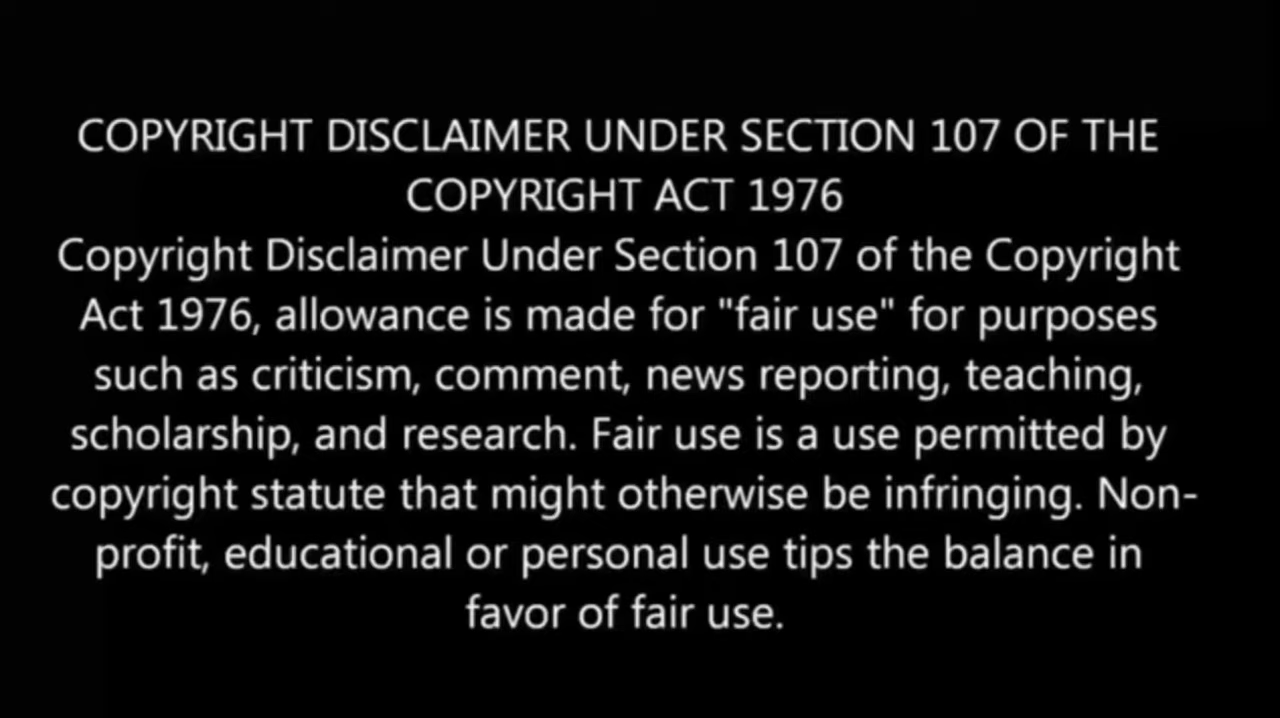 COPYRIGHT DISCLAIMER UNDER SECTION 107 OF THE
COPYRIGHT ACT 1976
Copyright Disclaimer Under Section 107 of the Copyright
Act 1976, allowance is made for "fair use" for purposes
such as criticism, comment, news reporting, teaching,
scholarship, and research. Fair use is a use permitted by
copyright statute that might otherwise be infringing. Non-
profit, educational or personal use tips the balance in
favor of fair use.